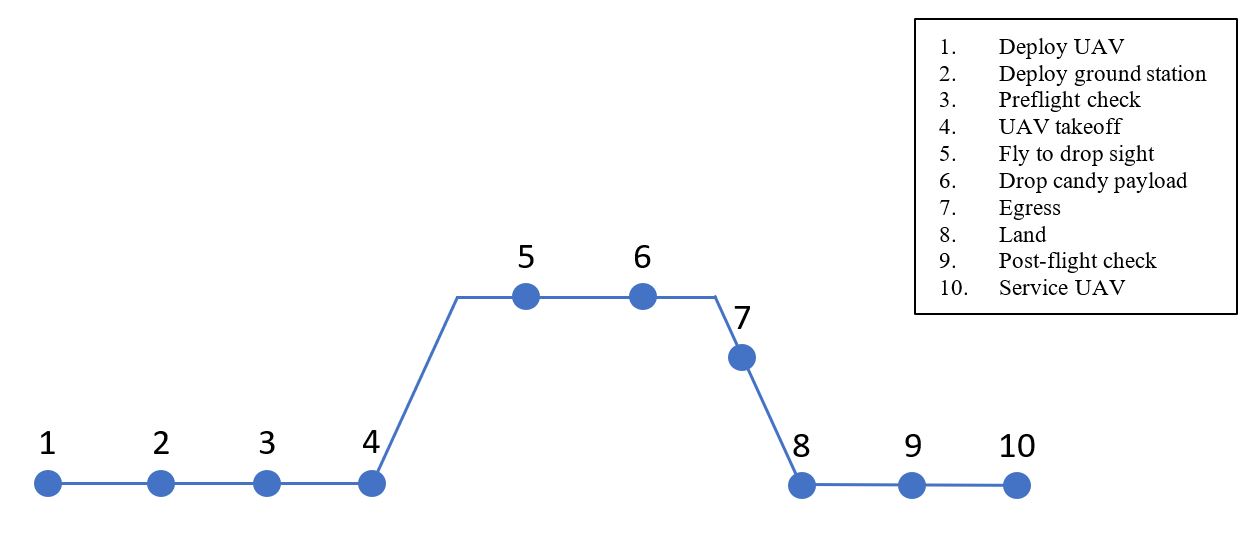 1. Deploy UAV
2. Deploy ground station
3. Preflight check
4. UAV takeoff
5. Fly to drop sight
6. Drop candy payload
7. Egress
8. Land
9. Post-flight check
10. Service UAV
5 6
7
1 2 3 4 8 9 10